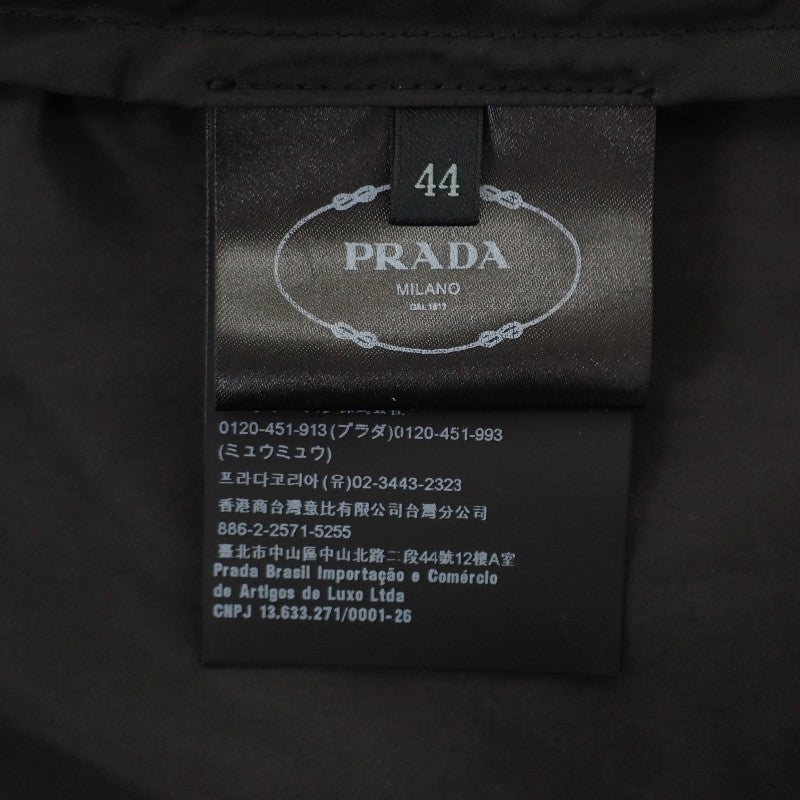 44
PRADA
MILANO
DAL 1913
0120-451-913(プラダ)0120-451-993
(ミュウミュウ)
프라다코리아(유)02-3443-2323
香港商台灣意比有限公司台灣分公司
886-2-2571-5255
臺北市中山區中山北路二段44號12樓A室
Prada Brasil Importação e Comércio
de Artigos de Luxo Ltda
CNPJ 13.633.271/0001-26